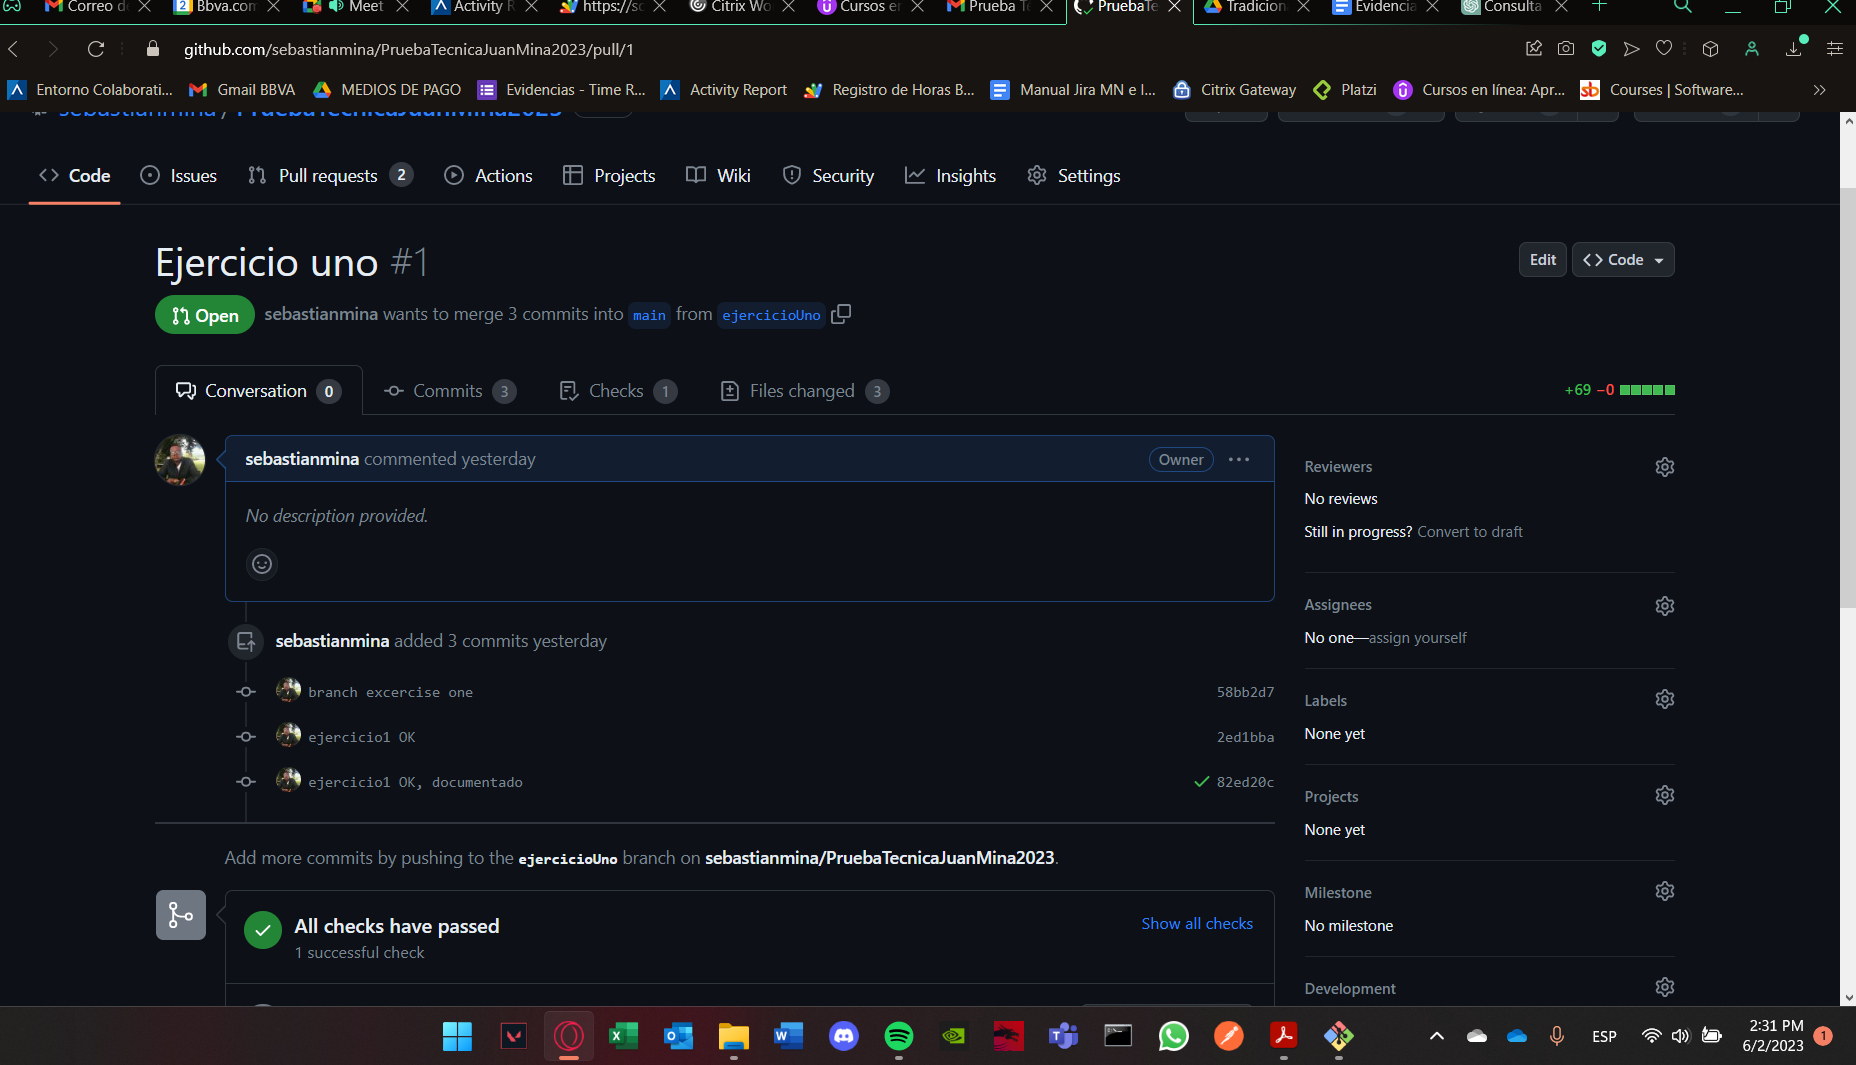 Correo de
Bbva.com
Meet
Activity R
https://sc
Citrix Wo
Cursos en
Prueba Te
PruebaTe
Tradicion
Evidencia
Consulta
github.com/sebastianmina/PruebaTecnicaJuanMina2023/pull/1
Entorno Colaborati...
Gmail BBVA
MEDIOS DE PAGO
Evidencias - Time R...
Activity Report
Registro de Horas B...
Manual Jira MN e I...
Citrix Gateway
Platzi
Cursos en línea: Apr...
Courses | Software...
sebastianmina / PruebaTecnicaJuanMina2023
Code
Issues
Pull requests 2
Actions
Projects
Wiki
Security
Insights
Settings
Ejercicio uno #1
Edit
<> Code
Open
sebastianmina wants to merge 3 commits into main from ejercicioUno
Conversation 0
Commits 3
Checks 1
Files changed 3
+69 −0
sebastianmina commented yesterday
Owner
No description provided.
sebastianmina added 3 commits yesterday
branch excercise one 58bb2d7
ejercicio1 OK 2ed1bba
ejercicio1 OK, documentado 82ed20c
Add more commits by pushing to the ejercicioUno branch on sebastianmina/PruebaTecnicaJuanMina2023.
All checks have passed
Show all checks
1 successful check
Reviewers
No reviews
Still in progress? Convert to draft
Assignees
No one—assign yourself
Labels
None yet
Projects
None yet
Milestone
No milestone
Development
ESP
2:31 PM
6/2/2023
1